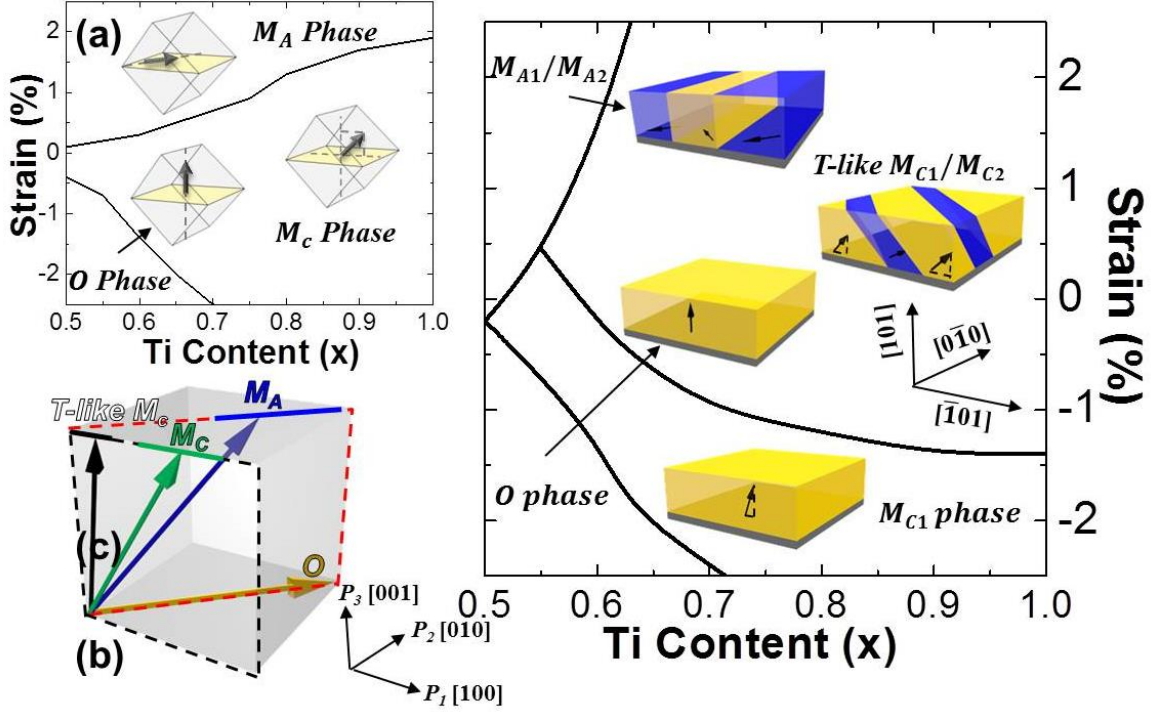 (a)
M_A Phase
M_c Phase
O Phase
Strain (%)
2
1
0
-1
-2
0.5 0.6 0.7 0.8 0.9 1.0
Ti Content (x)
T-like M_c
M_A
M_C
O
(c)
(b)
P_3 [001]
P_2 [010]
P_1 [100]
M_A1/M_A2
T-like M_C1/M_C2
O phase
M_C1 phase
[101]
[01̄0]
[1̄01]
2
1
0
-1
-2
Strain (%)
0.5 0.6 0.7 0.8 0.9 1.0
Ti Content (x)